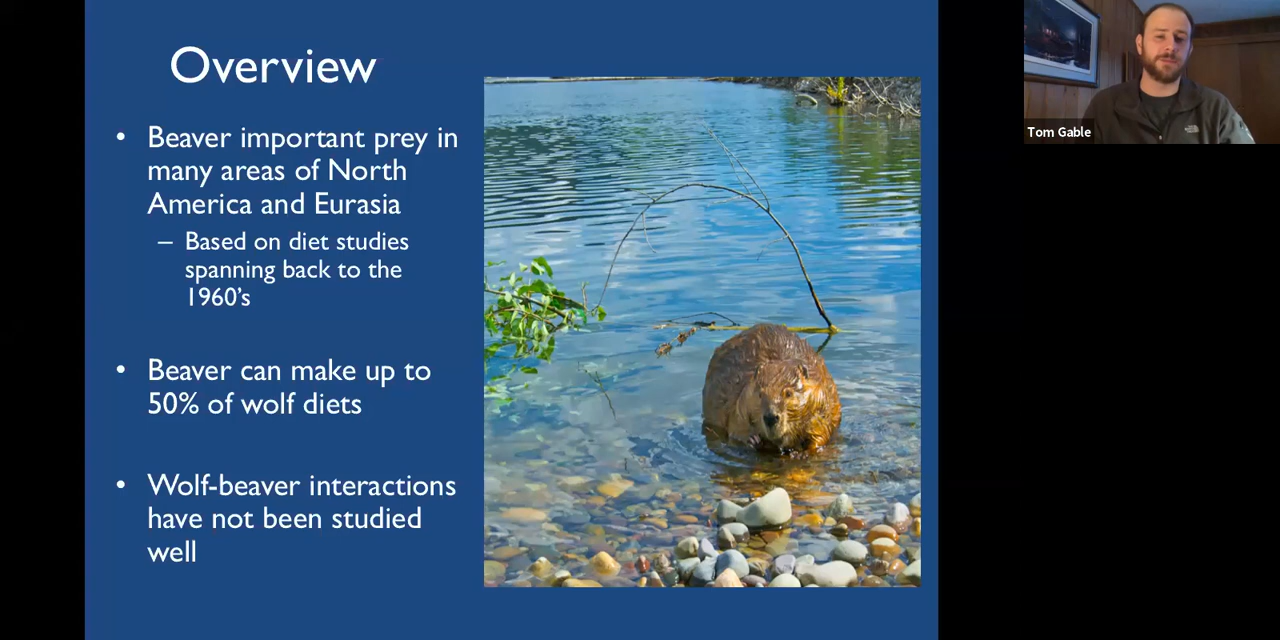 Overview
• Beaver important prey in
many areas of North
America and Eurasia
– Based on diet studies
spanning back to the
1960's
• Beaver can make up to
50% of wolf diets
• Wolf-beaver interactions
have not been studied
well
Tom Gable